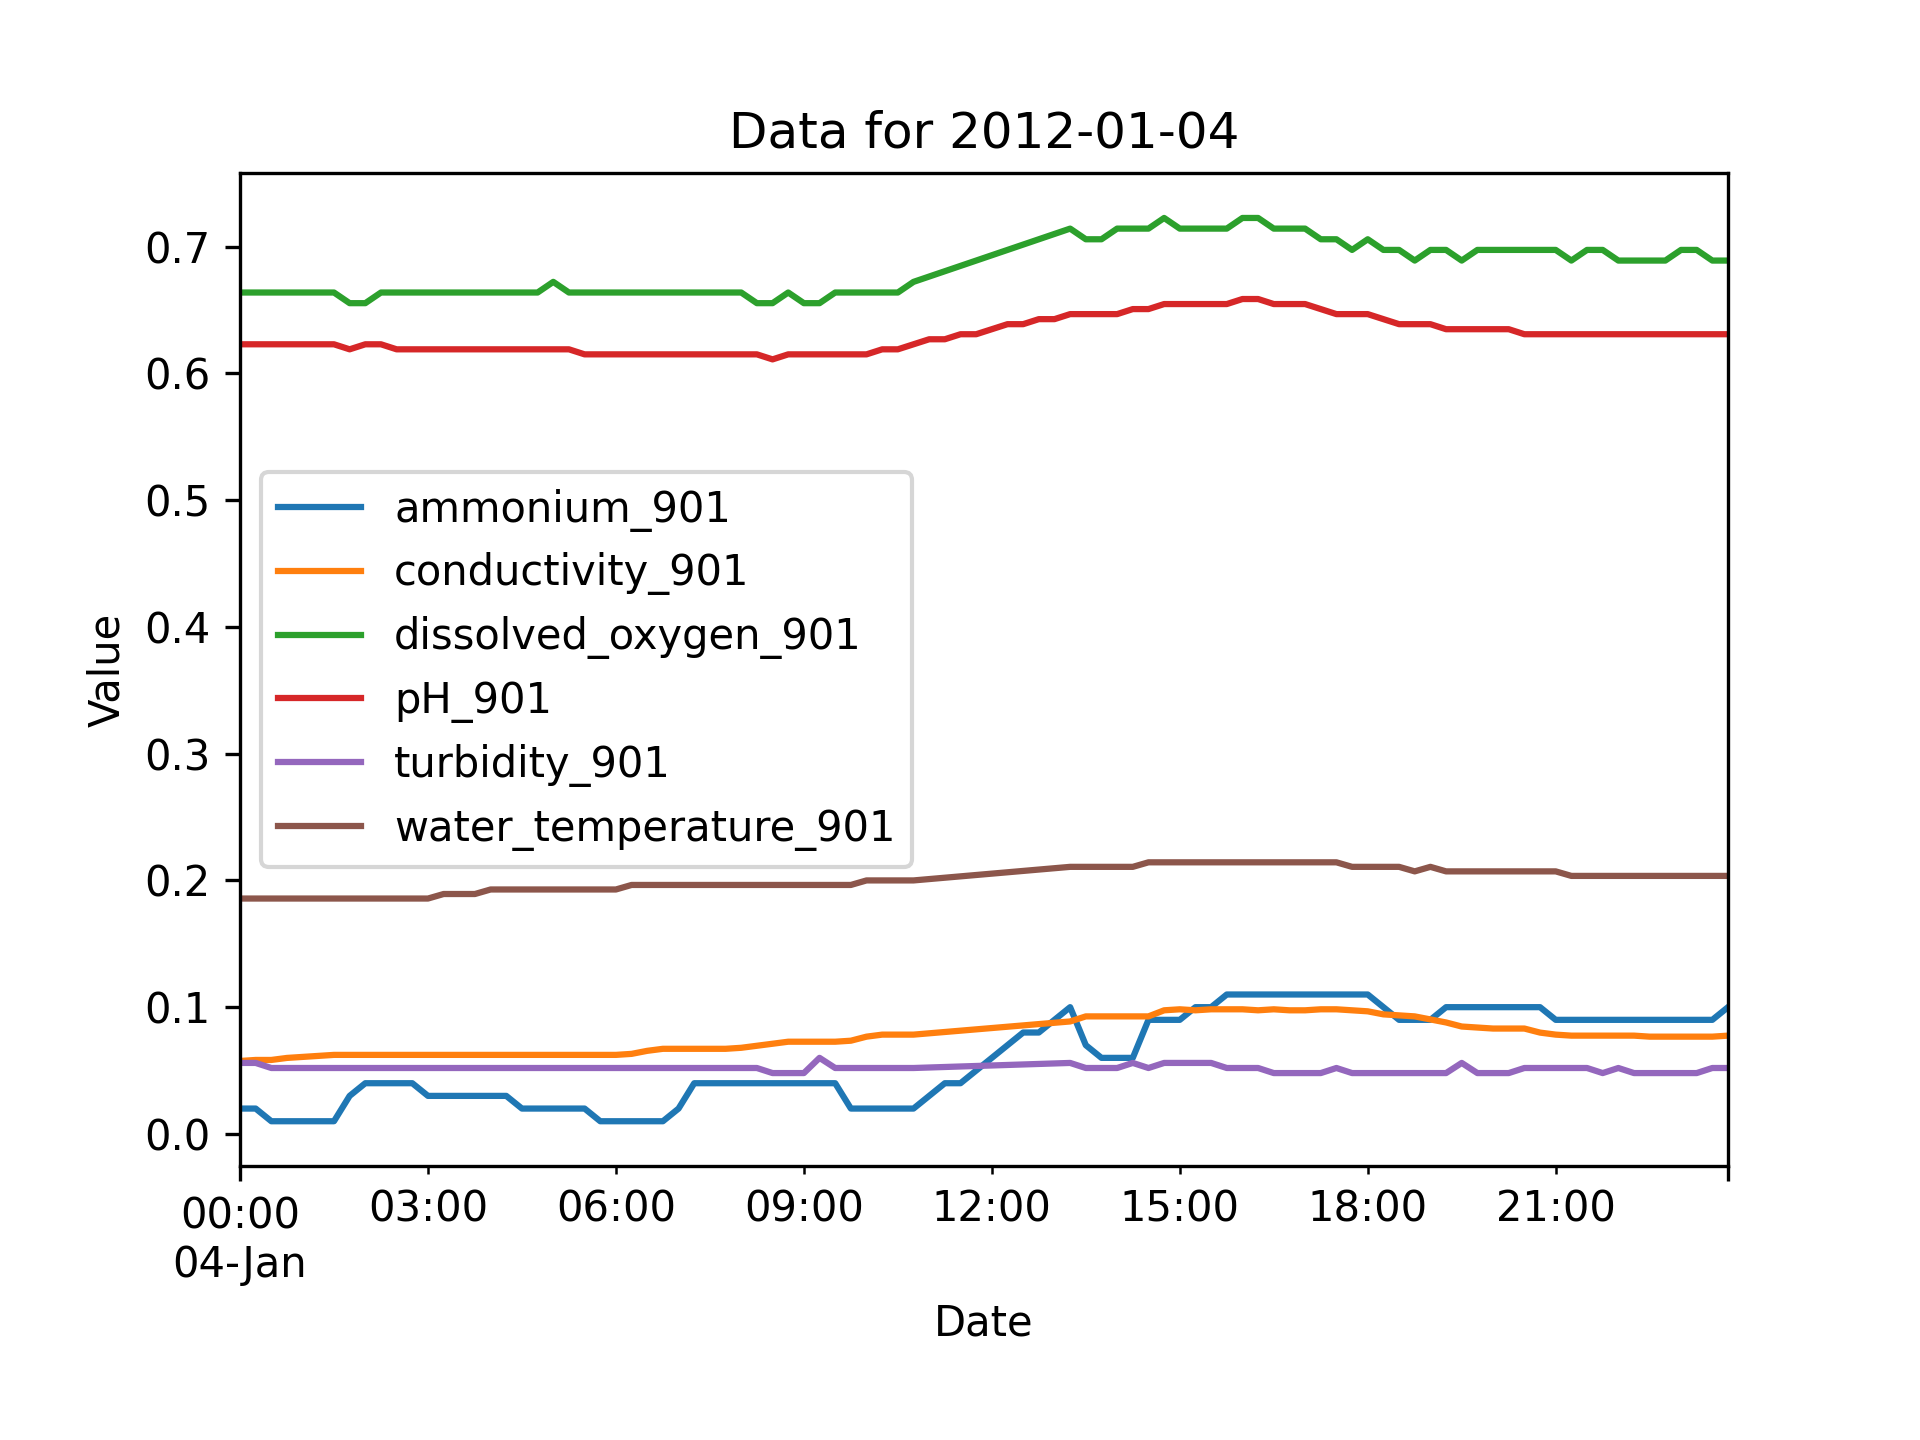 Data for 2012-01-04
Value
0.7
0.6
0.5
0.4
0.3
0.2
0.1
0.0
ammonium_901
conductivity_901
dissolved_oxygen_901
pH_901
turbidity_901
water_temperature_901
00:00 03:00 06:00 09:00 12:00 15:00 18:00 21:00
04-Jan
Date